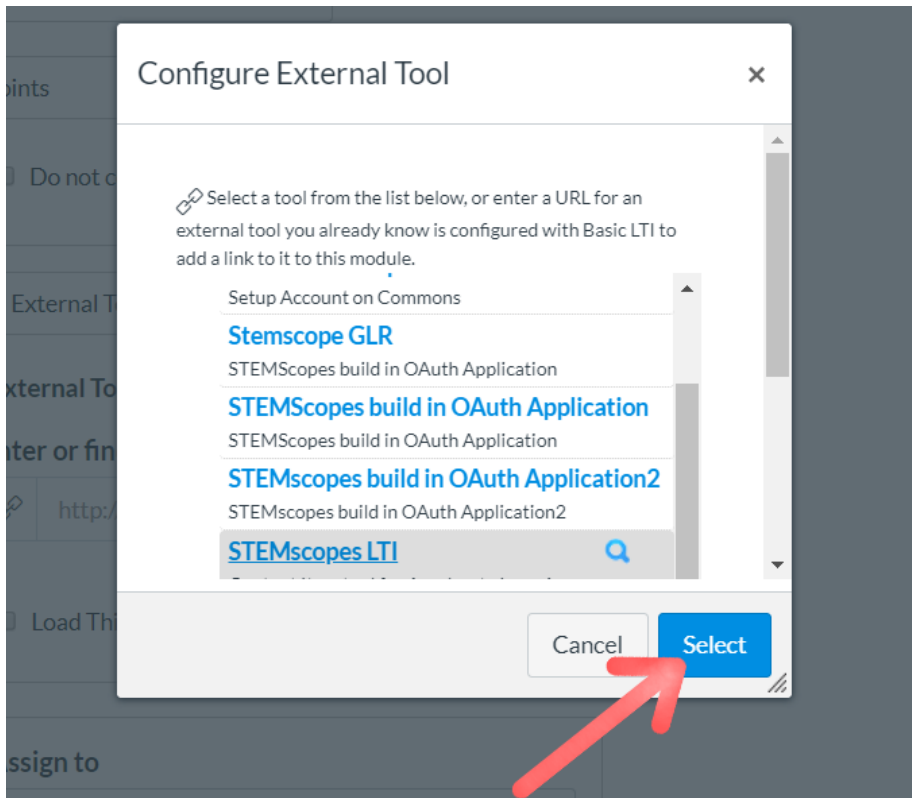 Configure External Tool
×
oints
Do not c
Select a tool from the list below, or enter a URL for an
external tool you already know is configured with Basic LTI to
add a link to it to this module.
Setup Account on Commons
External T
Stemscope GLR
STEMScopes build in OAuth Application
xternal To
STEMScopes build in OAuth Application
STEMScopes build in OAuth Application
nter or fin
STEMscopes build in OAuth Application2
http:/
STEMscopes build in OAuth Application2
STEMscopes LTI
Load Thi
Cancel
Select
ssign to